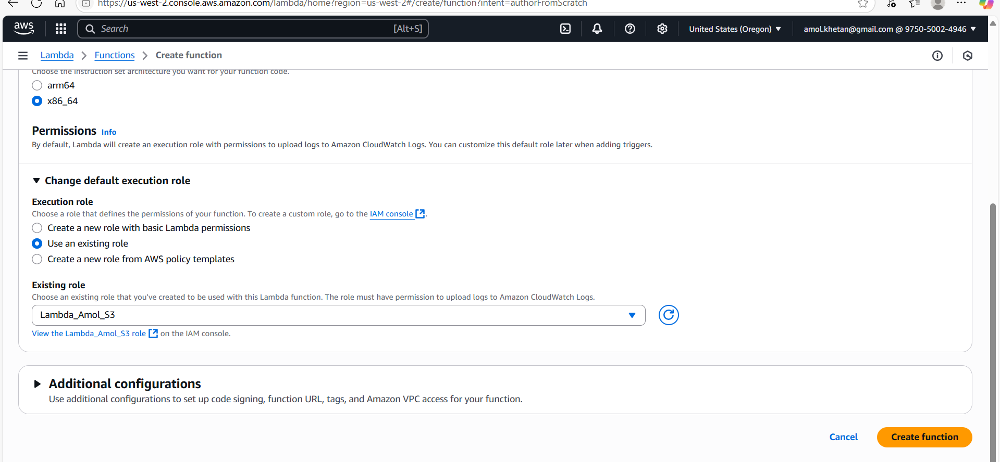 https://us-west-2.console.aws.amazon.com/lambda/home?region=us-west-2#/create/function?intent=authorFromScratch
aws
Search [Alt+S]
United States (Oregon)
amol.khetan@gmail.com @ 9750-5002-4946
Lambda > Functions > Create function
Choose the instruction set architecture you want for your function code.
arm64
x86_64
Permissions Info
By default, Lambda will create an execution role with permissions to upload logs to Amazon CloudWatch Logs. You can customize this default role later when adding triggers.
Change default execution role
Execution role
Choose a role that defines the permissions of your function. To create a custom role, go to the IAM console.
Create a new role with basic Lambda permissions
Use an existing role
Create a new role from AWS policy templates
Existing role
Choose an existing role that you've created to be used with this Lambda function. The role must have permission to upload logs to Amazon CloudWatch Logs.
Lambda_Amol_S3
View the Lambda_Amol_S3 role on the IAM console.
Additional configurations
Use additional configurations to set up code signing, function URL, tags, and Amazon VPC access for your function.
Cancel
Create function